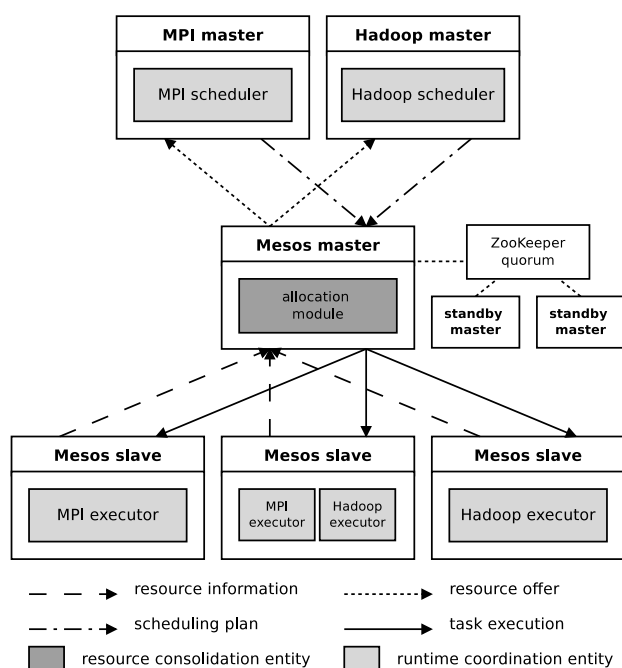 MPI master
Hadoop master
MPI scheduler
Hadoop scheduler
Mesos master
allocation
module
ZooKeeper
quorum
standby
master
standby
master
Mesos slave
Mesos slave
Mesos slave
MPI executor
MPI
executor
Hadoop
executor
Hadoop executor
resource information
resource offer
scheduling plan
task execution
resource consolidation entity
runtime coordination entity